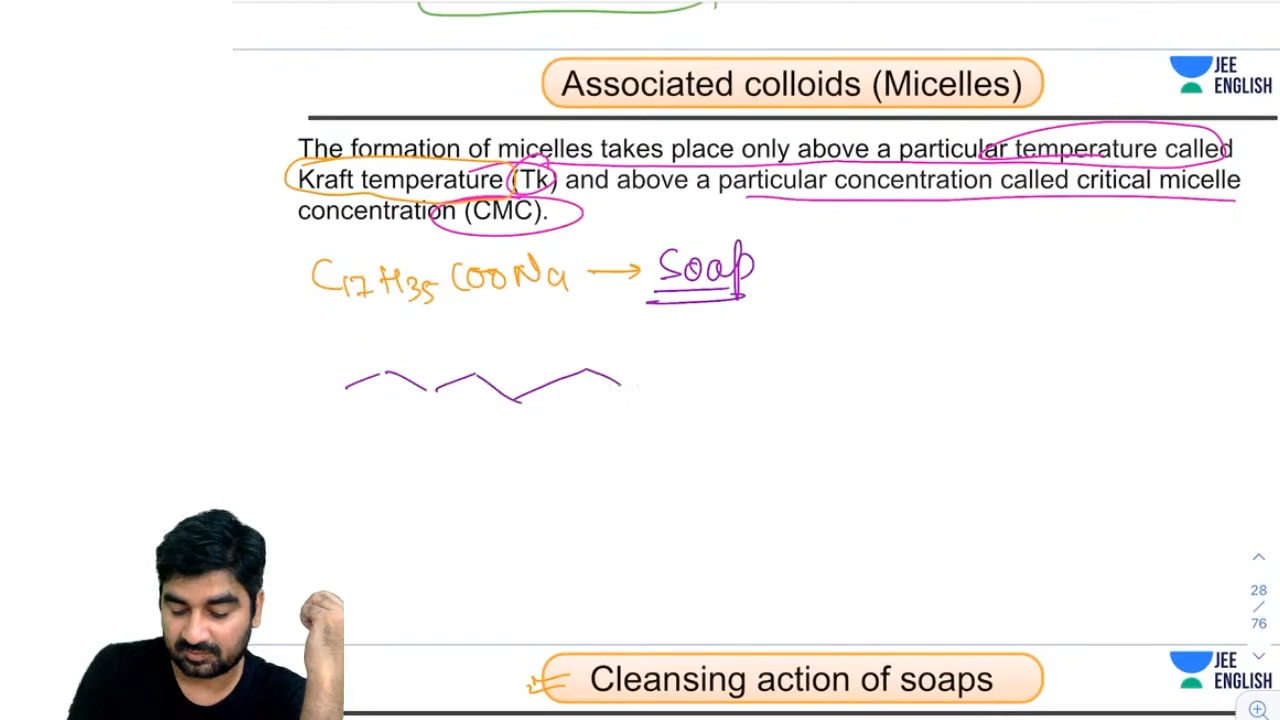 Associated colloids (Micelles)
JEE
ENGLISH
The formation of micelles takes place only above a particular temperature called
Kraft temperature (Tk) and above a particular concentration called critical micelle
concentration (CMC).
C17H35COONa → Soap
28
/
76
Cleansing action of soaps
JEE
ENGLISH